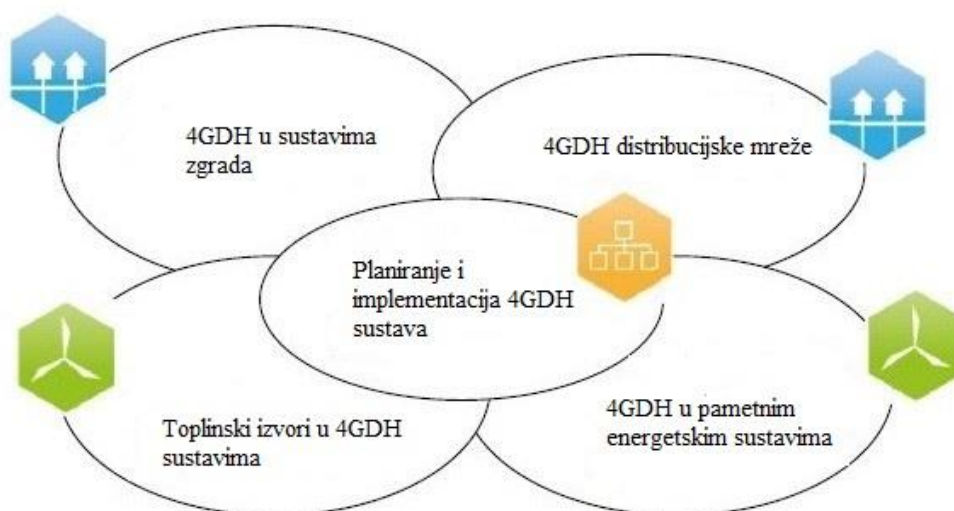 4GDH u sustavima
zgrada
4GDH distribucijske mreže
Planiranje i
implementacija 4GDH
sustava
Toplinski izvori u 4GDH
sustavima
4GDH u pametnim
energetskim sustavima